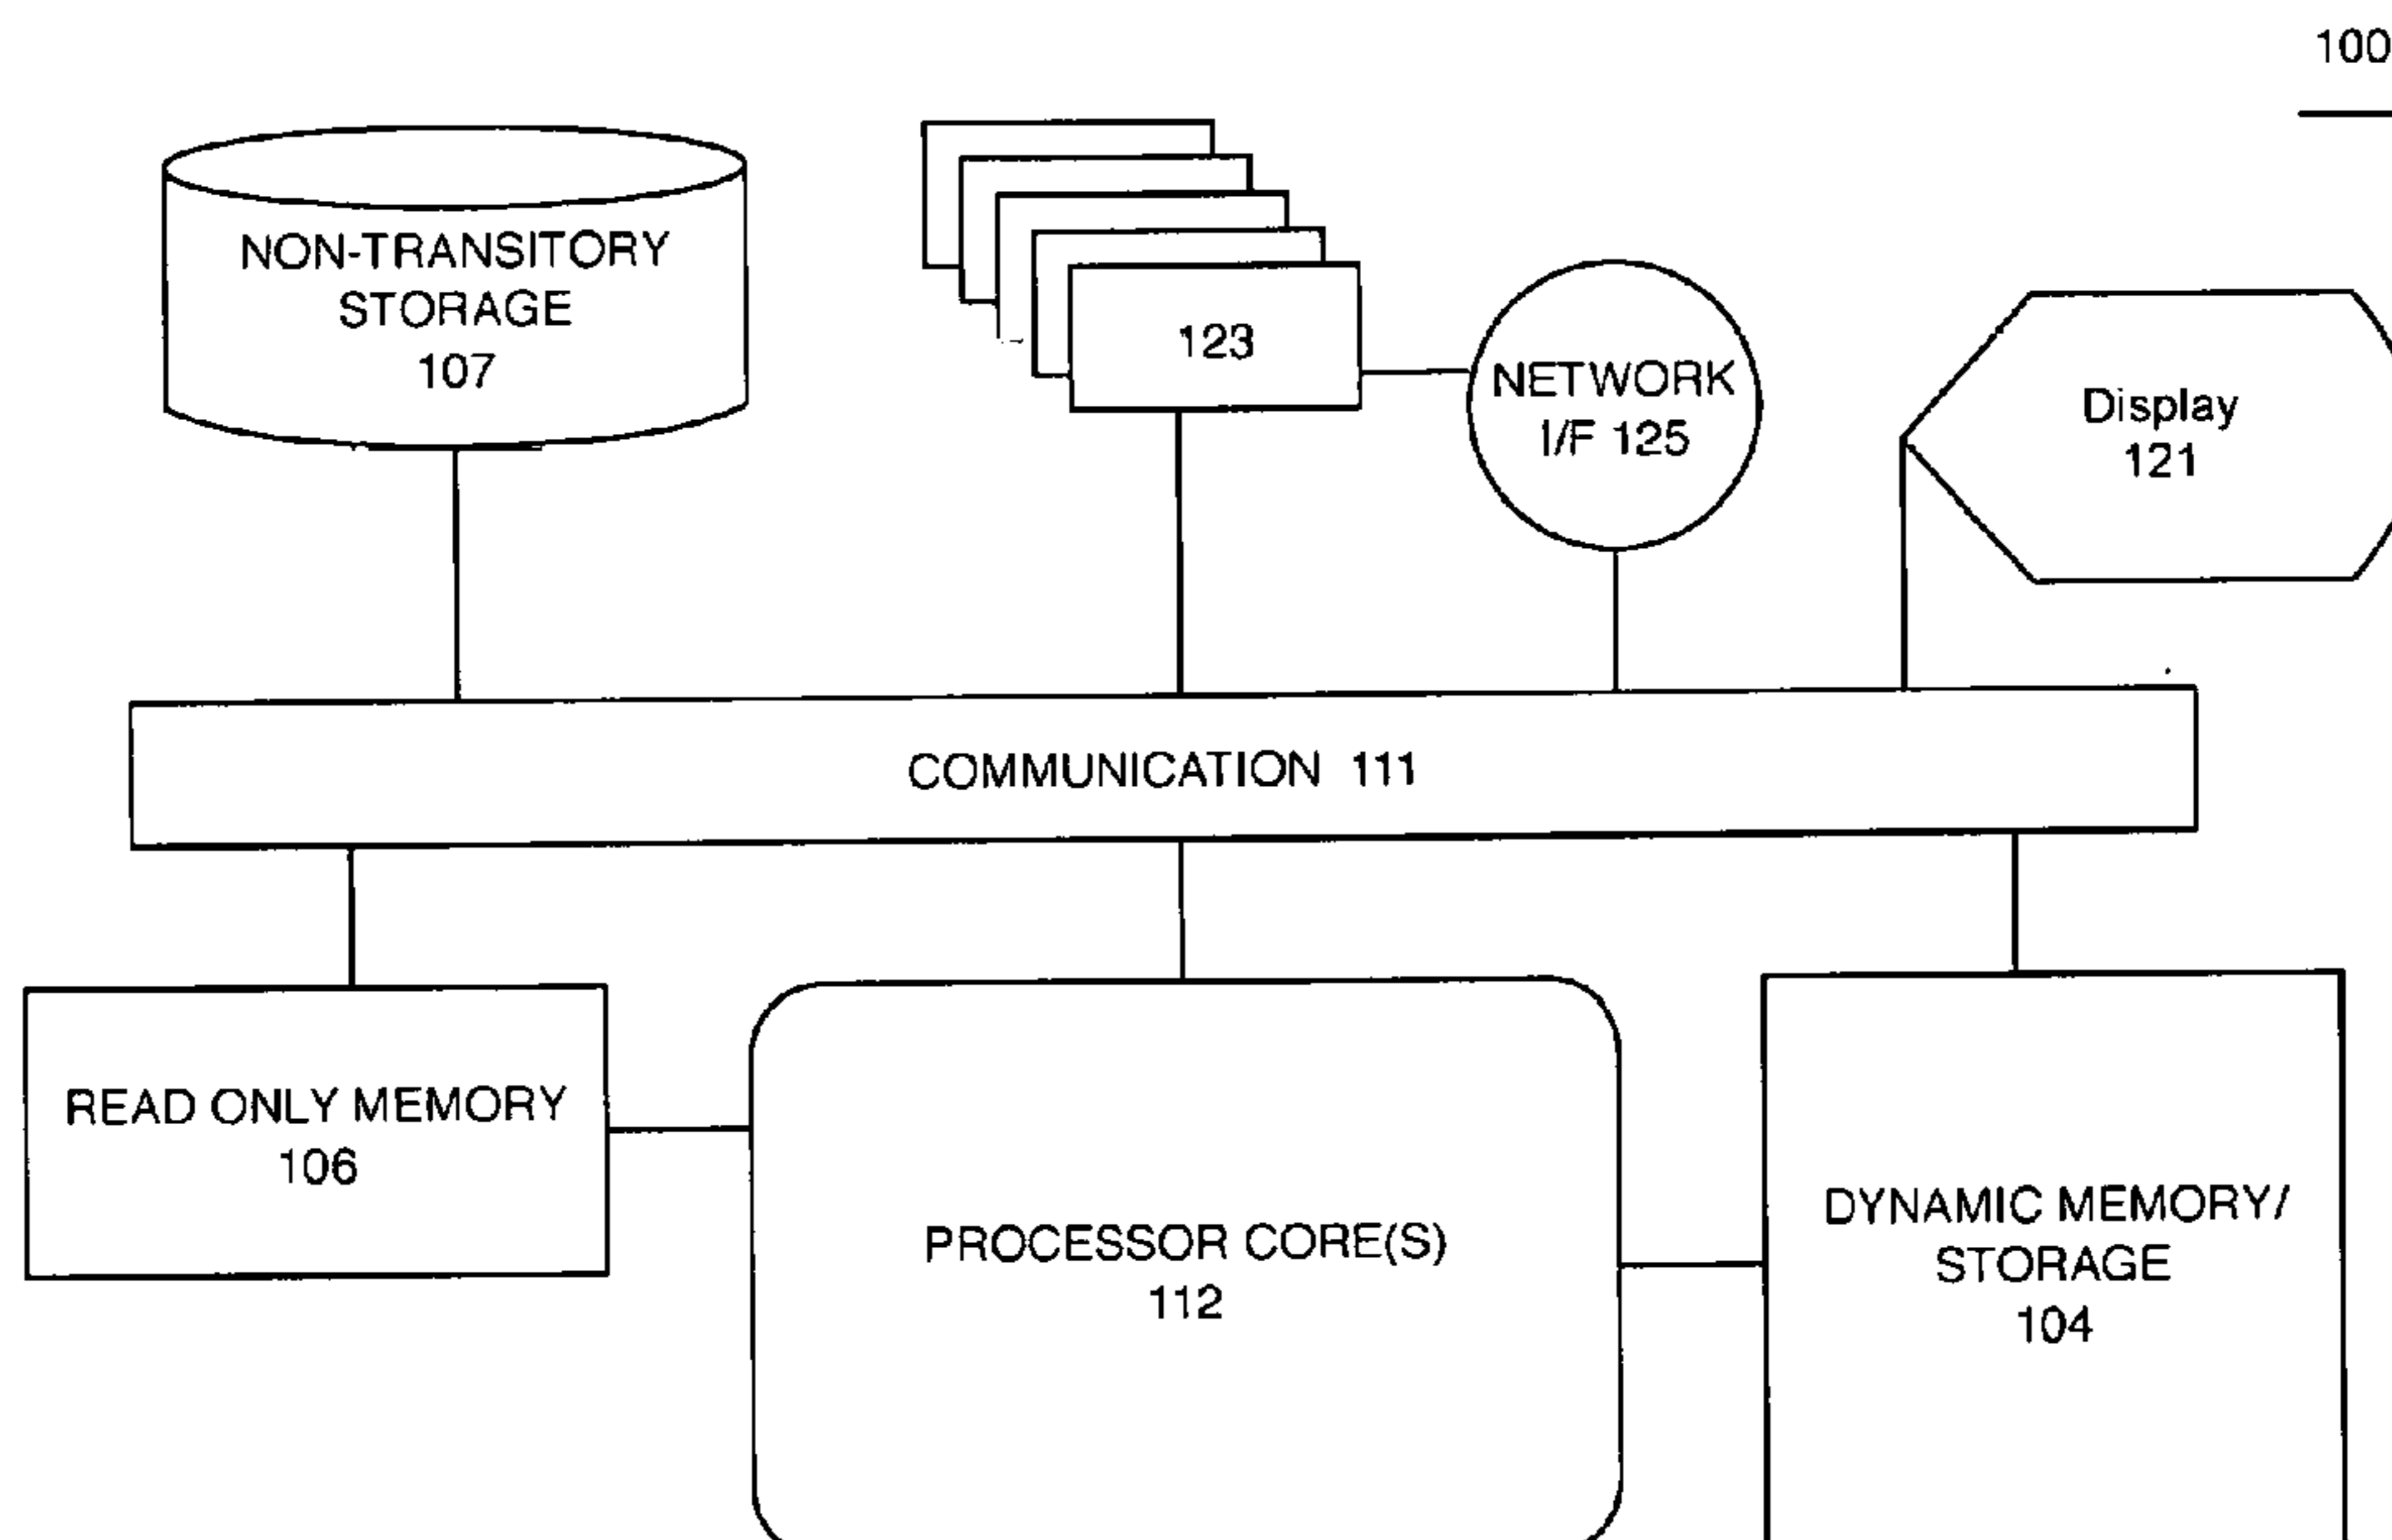 100
NON-TRANSITORY
STORAGE
107
123
NETWORK
I/F 125
Display
121
COMMUNICATION 111
READ ONLY MEMORY
106
PROCESSOR CORE(S)
112
DYNAMIC MEMORY/
STORAGE
104